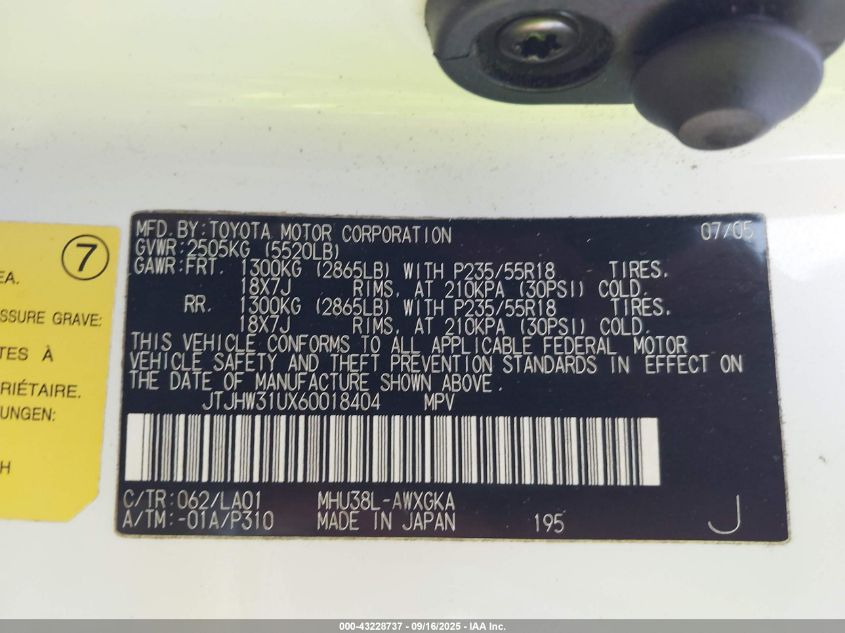 7
EA.
SSURE GRAVE:
TES À
PRIÉTAIRE.
UNGEN:
H
MFD.BY:TOYOTA MOTOR CORPORATION 07/05
GVWR:2505KG (5520LB)
GAWR:FRT. 1300KG (2865LB) WITH P235/55R18 TIRES,
18X7J RIMS, AT 210KPA (30PSI) COLD.
RR. 1300KG (2865LB) WITH P235/55R18 TIRES,
18X7J RIMS, AT 210KPA (30PSI) COLD.
THIS VEHICLE CONFORMS TO ALL APPLICABLE FEDERAL MOTOR
VEHICLE SAFETY AND THEFT PREVENTION STANDARDS IN EFFECT ON
THE DATE OF MANUFACTURE SHOWN ABOVE.
JTJHW31UX60018404 MPV
C/TR:062/LA01 MHU38L-AWXGKA
A/TM:-01A/P310 MADE IN JAPAN 195 J
000-43228737 - 09/16/2025 - IAA Inc.